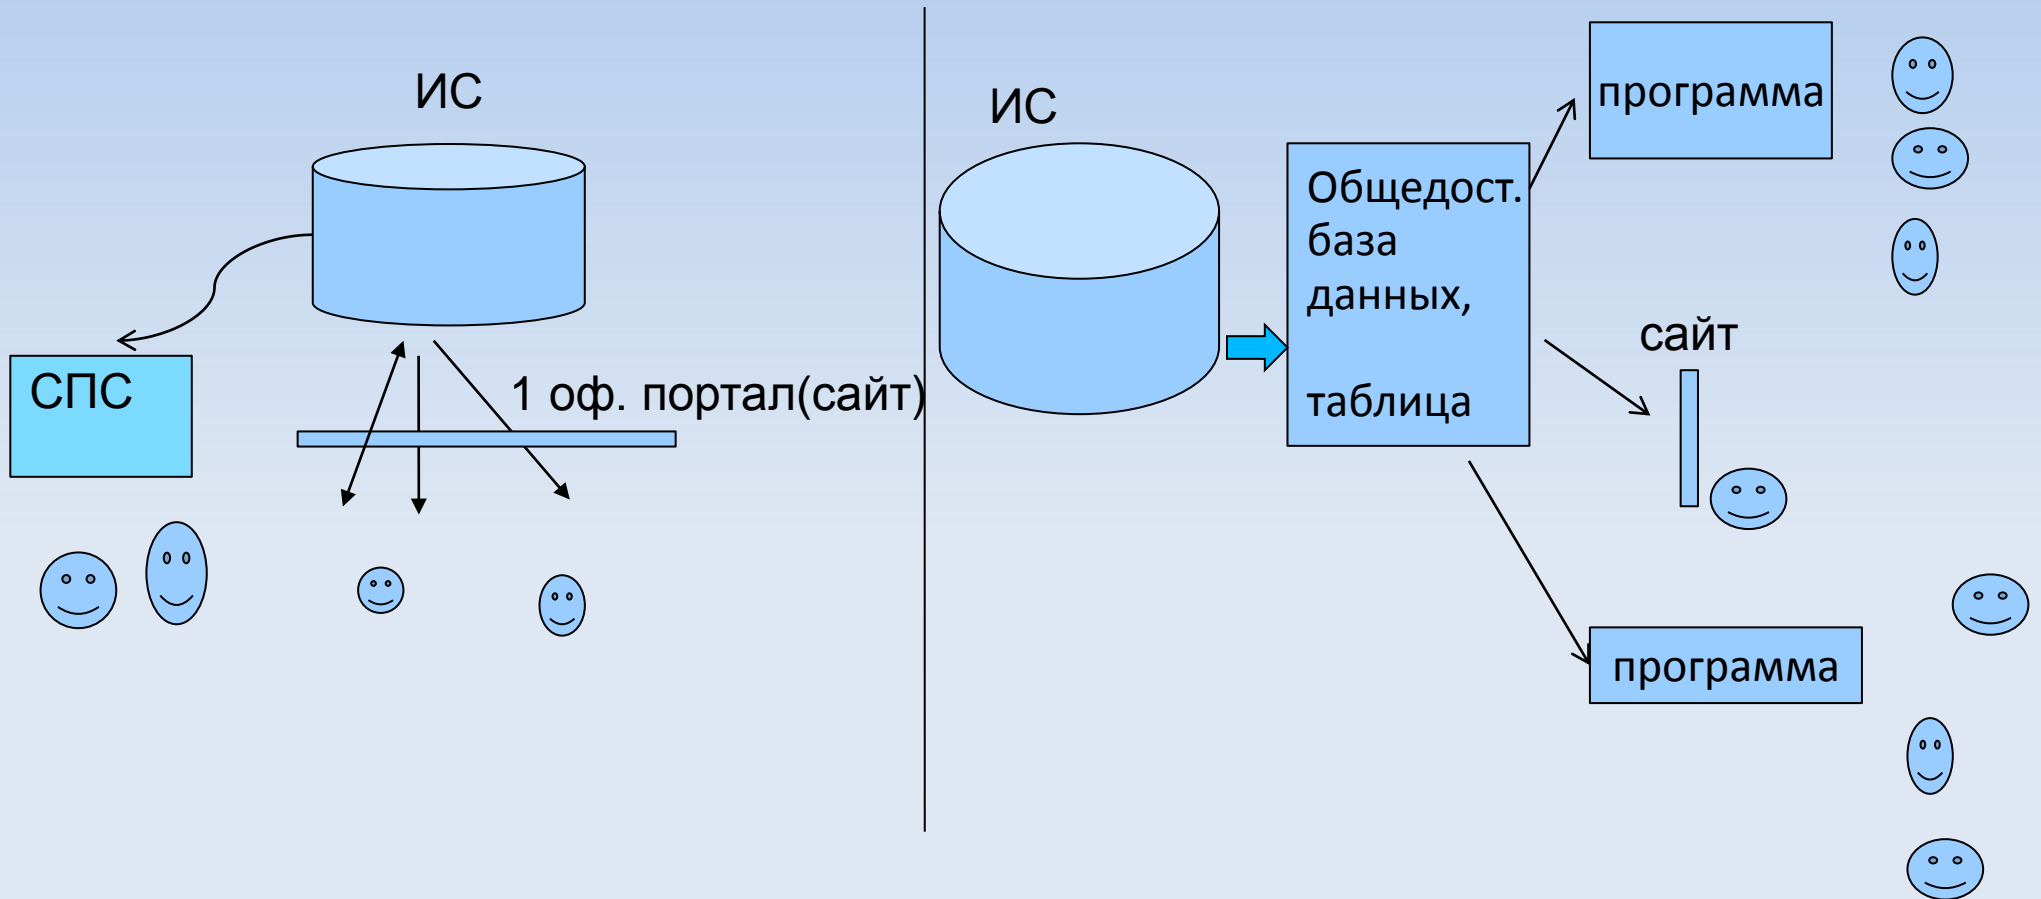 ИС
СПС
1 оф. портал(сайт)
ИС
Общедост.
база
данных,
таблица
программа
сайт
программа